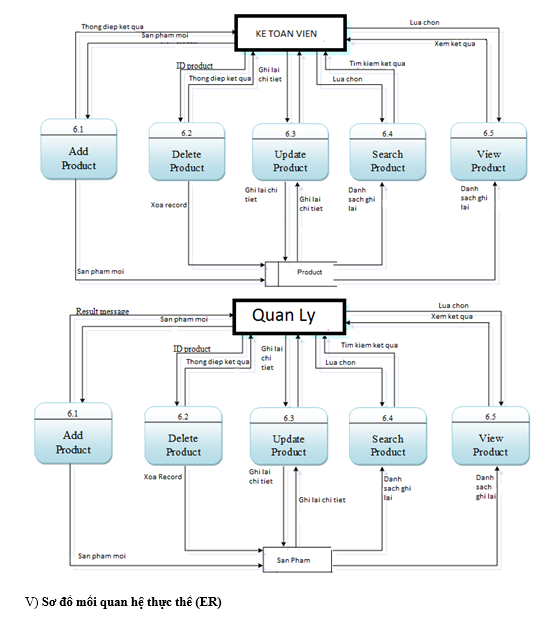 Thong diep ket qua
San pham moi
KE TOAN VIEN
Lua chon
Xem ket qua
ID product
Thong diep ket qua
Ghi lai
chi tiet
Tim kiem ket qua
Lua chon
6.1
Add
Product
6.2
Delete
Product
6.3
Update
Product
6.4
Search
Product
6.5
View
Product
Xoa record
Ghi lai chi
tiet
Ghi lai
chi tiet
Danh
sach ghi
lai
Danh
sach ghi
lai
San pham moi
Product
Result message
San pham moi
Quan Ly
Lua chon
Xem ket qua
ID product
Thong diep ket qua
Ghi lai
chi
tiet
Tim kiem ket qua
Lua chon
6.1
Add
Product
6.2
Delete
Product
6.3
Update
Product
6.4
Search
Product
6.5
View
Product
Xoa Record
Ghi lai
chi tiet
Ghi lai chi tiet
Danh
sach ghi
lai
Danh
sach
ghi lai
San pham moi
San Pham
V) Sơ đồ mối quan hệ thực thể (ER)